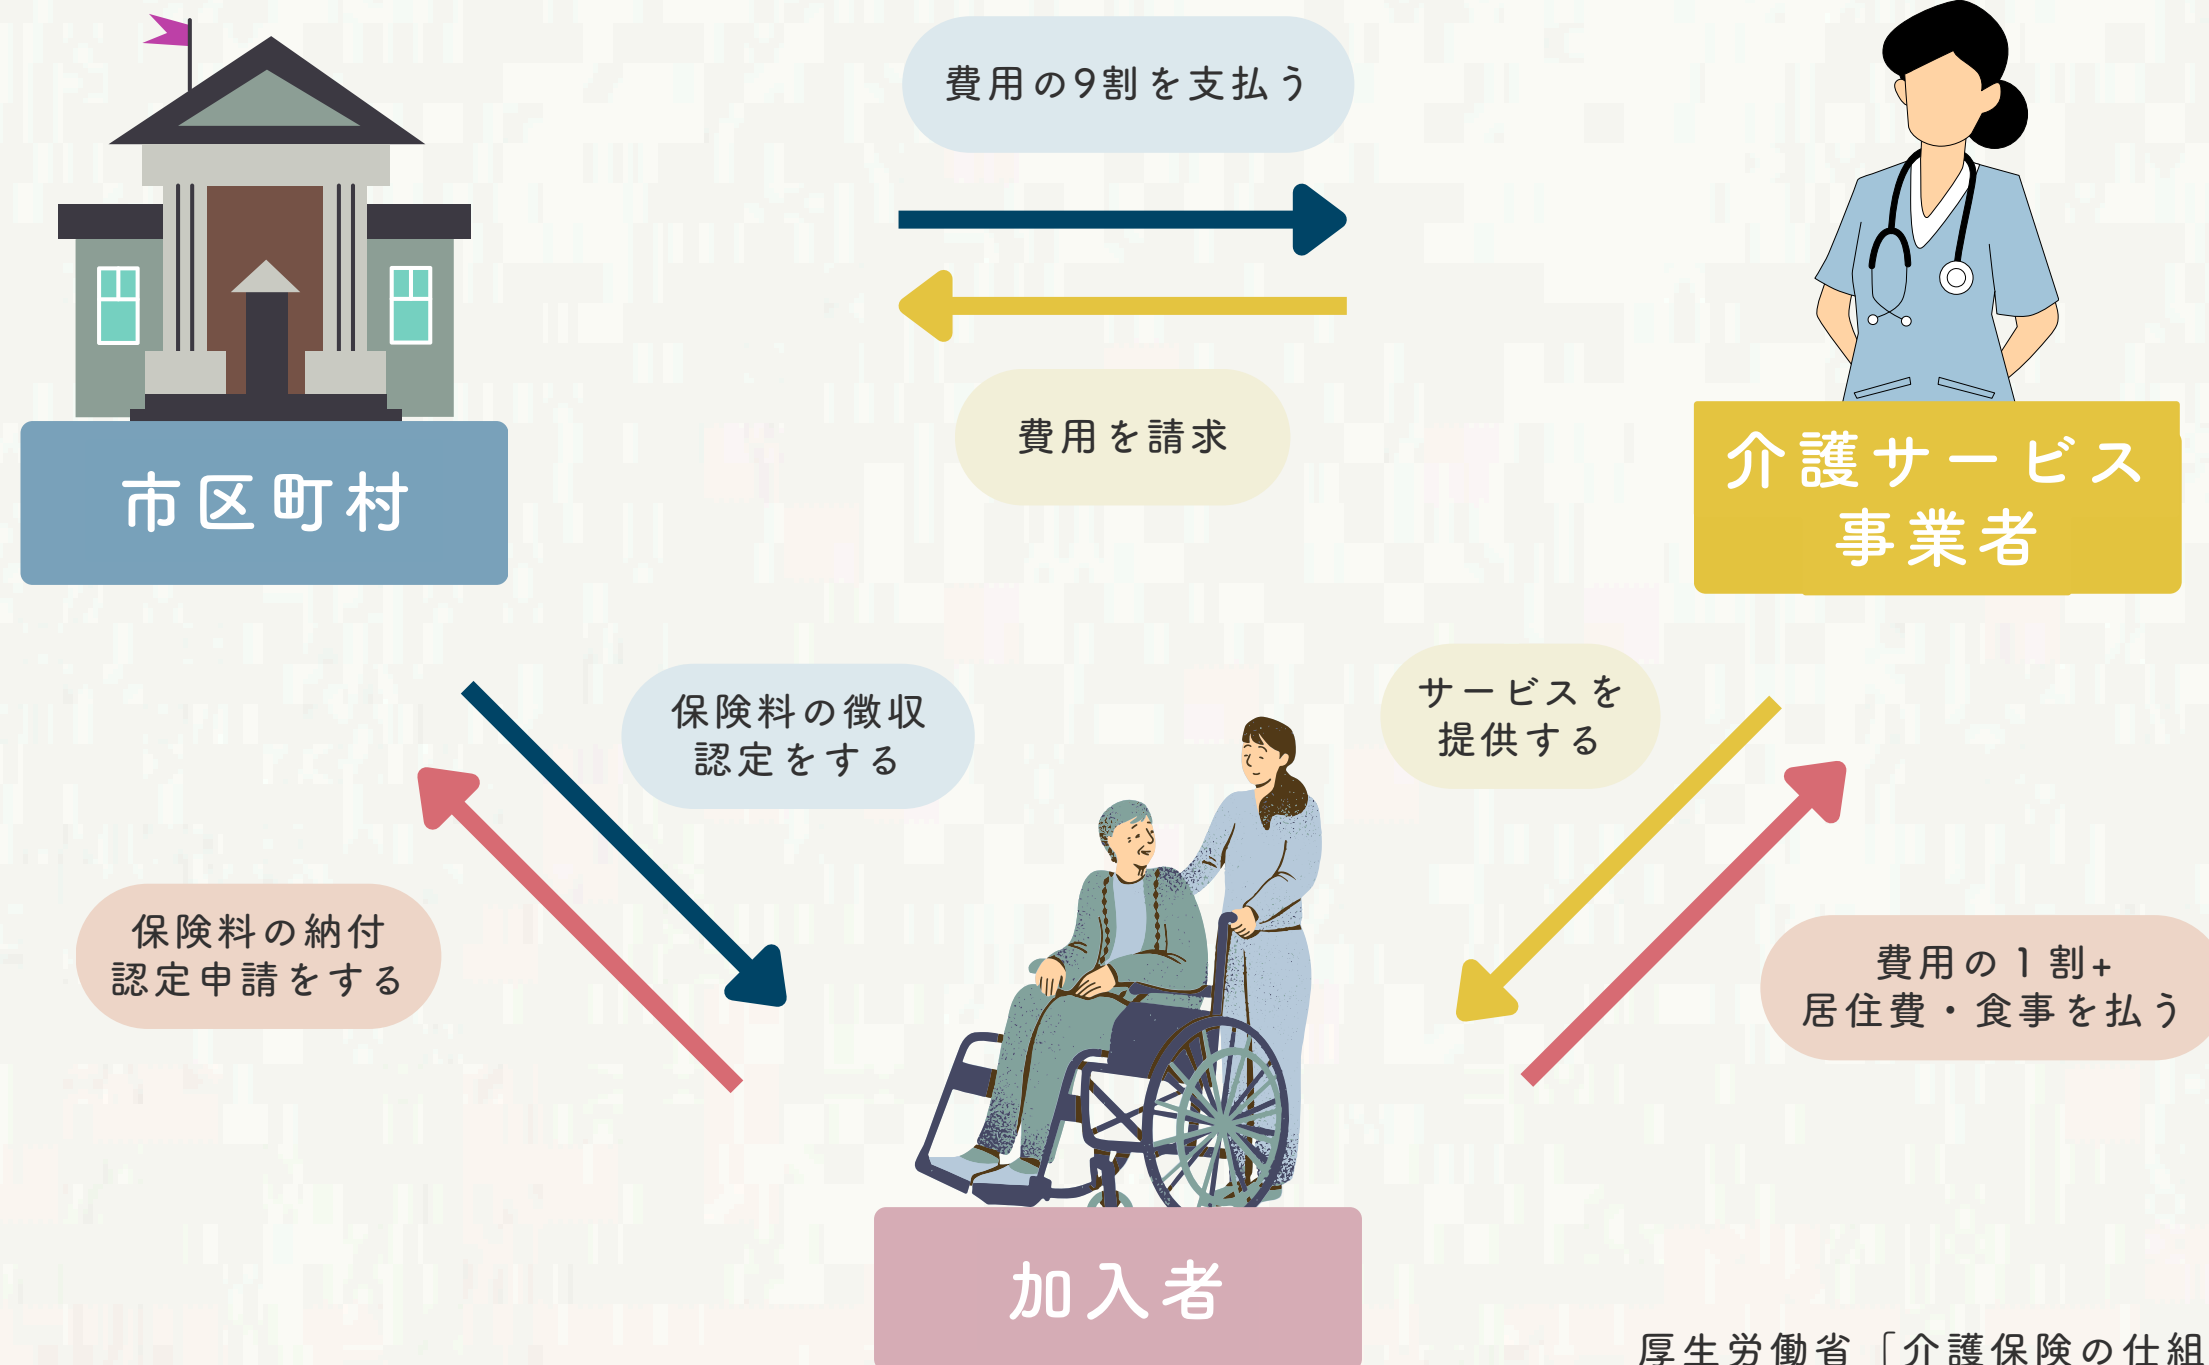 費用の9割を支払う
費用を請求
市区町村
介護サービス
事業者
保険料の徴収
認定をする
サービスを
提供する
保険料の納付
認定申請をする
費用の1割+
居住費・食事を払う
加入者
厚生労働省「介護保険の仕組